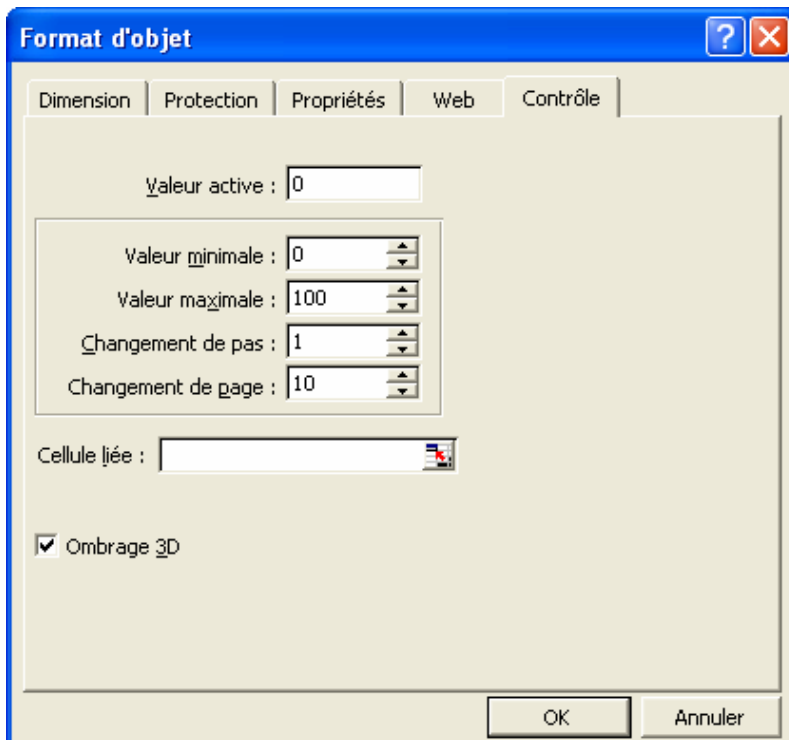 Format d'objet
Dimension Protection Propriétés Web Contrôle
Valeur active : 0
Valeur minimale : 0
Valeur maximale : 100
Changement de pas : 1
Changement de page : 10
Cellule liée :
Ombrage 3D
OK Annuler